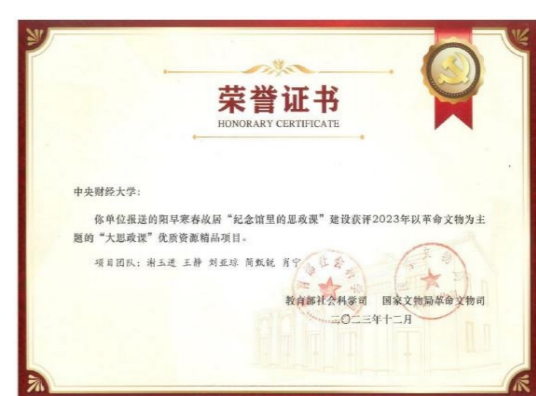 荣誉证书
HONORARY CERTIFICATE
中央财经大学：
你单位报送的阳早寒春故居“纪念馆里的思政课”建设获评2023年以革命文物为主
题的“大思政课”优质资源精品项目。
项目团队：谢玉进 王静 刘亚琼 简甄锐 肖宁
教育部社会科学司 国家文物局革命文物司
二〇二三年十二月